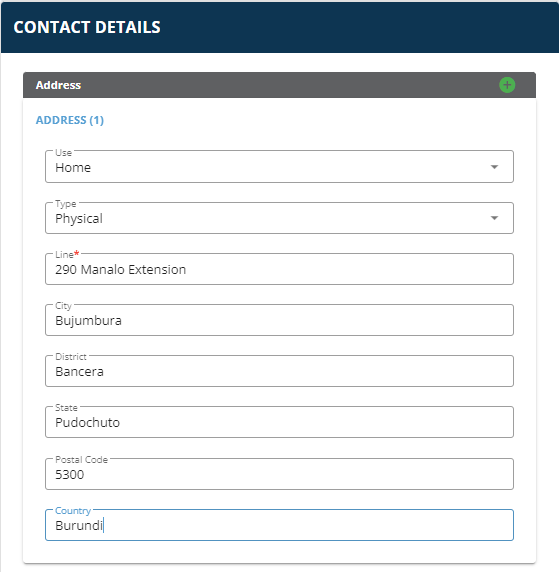 CONTACT DETAILS
Address
ADDRESS (1)
Use
Home
Type
Physical
Line*
290 Manalo Extension
City
Bujumbura
District
Bancera
State
Pudochuto
Postal Code
5300
Country
Burundi